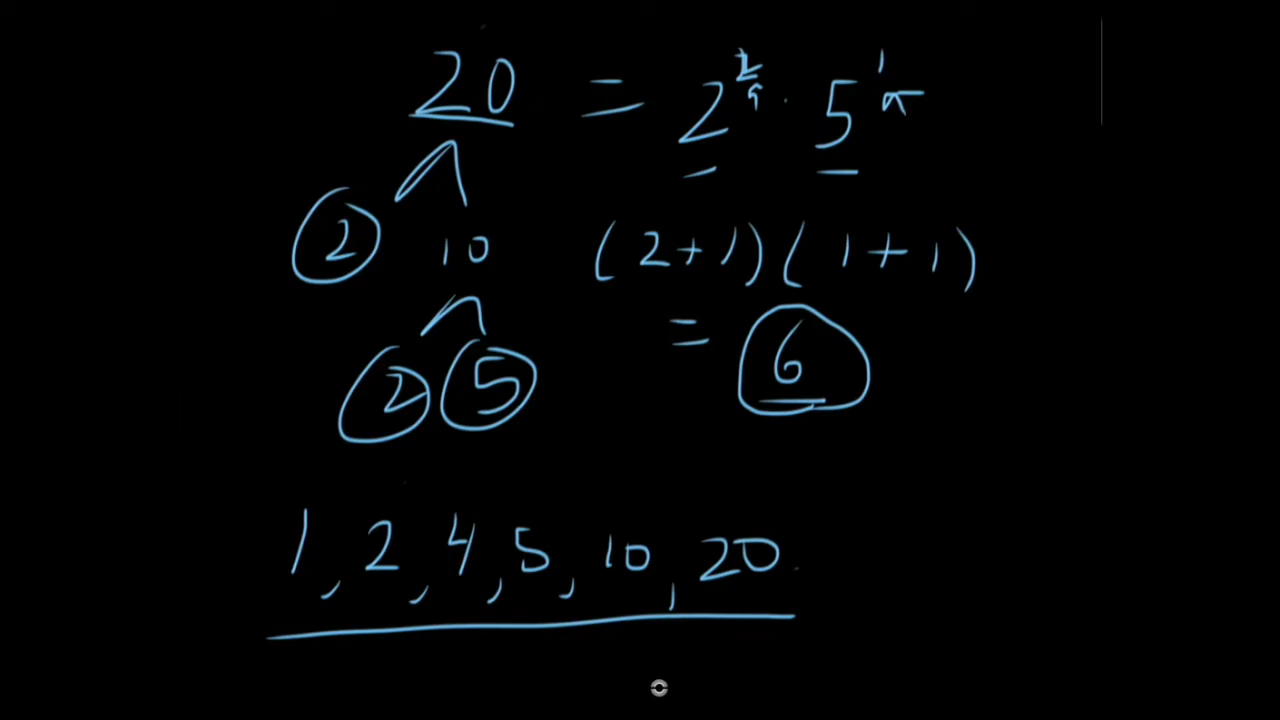 20 = 2² · 5¹
2 10 (2+1)(1+1)
= 6
2 5
1, 2, 4, 5, 10, 20